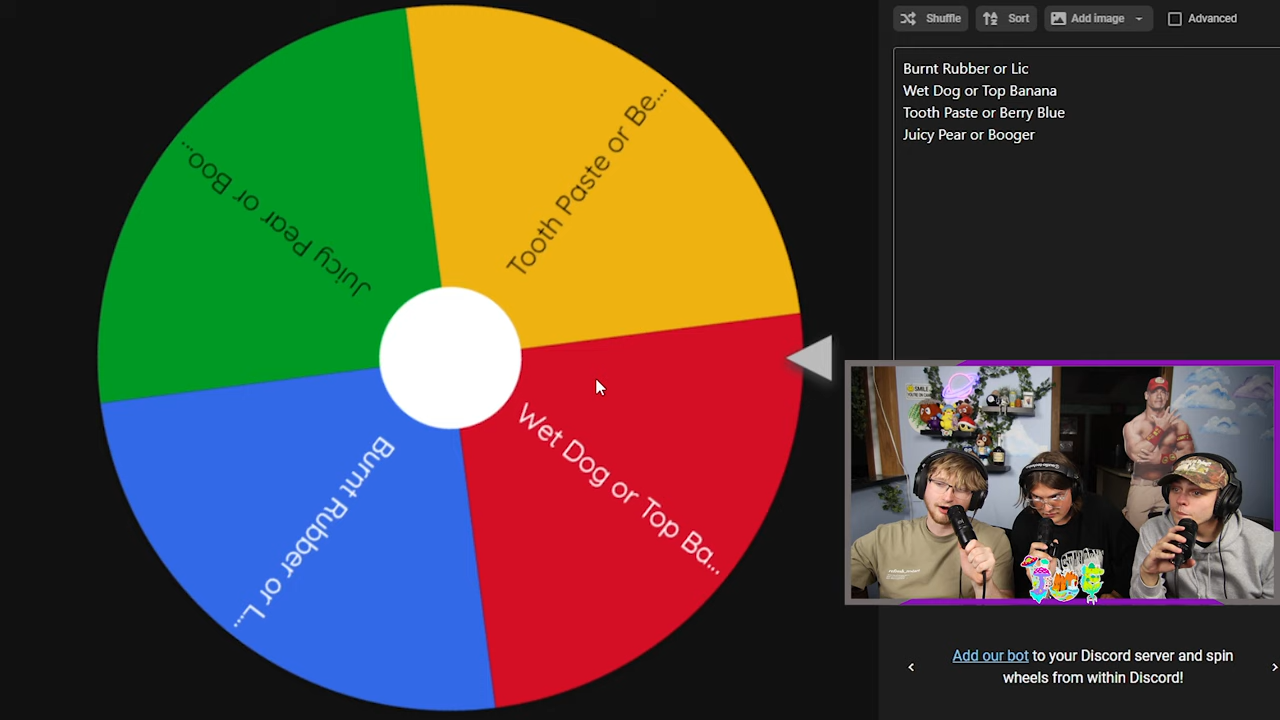 Shuffle
Sort
Add image
Advanced
Burnt Rubber or Lic
Wet Dog or Top Banana
Tooth Paste or Berry Blue
Juicy Pear or Booger
Tooth Paste or Be...
Juicy Pear or Boo...
Wet Dog or Top Ba...
Burnt Rubber or L...
SMILE
Add our bot to your Discord server and spin
wheels from within Discord!